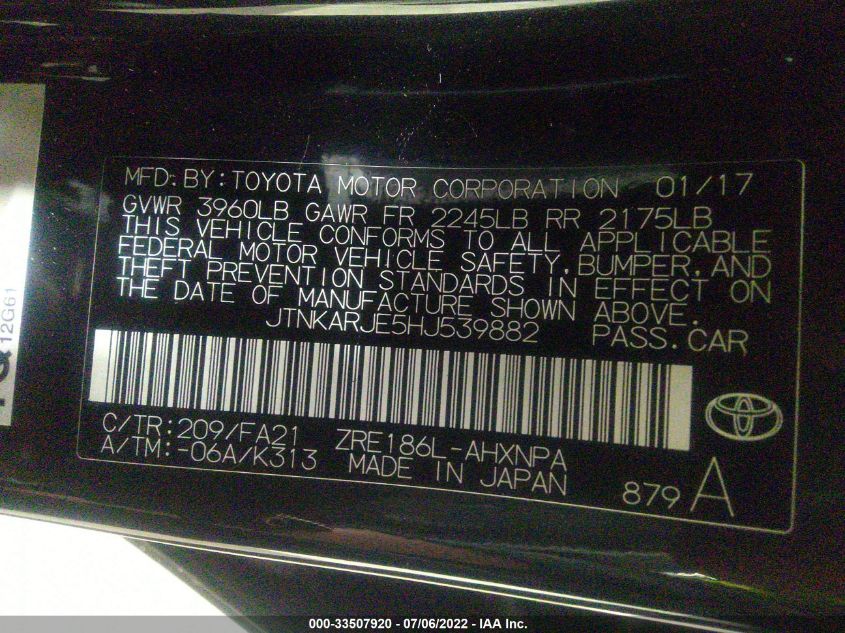 MFD. BY: TOYOTA MOTOR CORPORATION 01/17
GVWR 3960LB GAWR FR 2245LB RR 2175LB
THIS VEHICLE CONFORMS TO ALL APPLICABLE
FEDERAL MOTOR VEHICLE SAFETY, BUMPER, AND
THEFT PREVENTION STANDARDS IN EFFECT ON
THE DATE OF MANUFACTURE SHOWN ABOVE.
JTNKARJE5HJ539882 PASS. CAR
C/TR: 209/FA21 ZRE186L-AHXNPA
A/TM: -06A/K313 MADE IN JAPAN
879 A
12G61
000-33507920 - 07/06/2022 - IAA Inc.